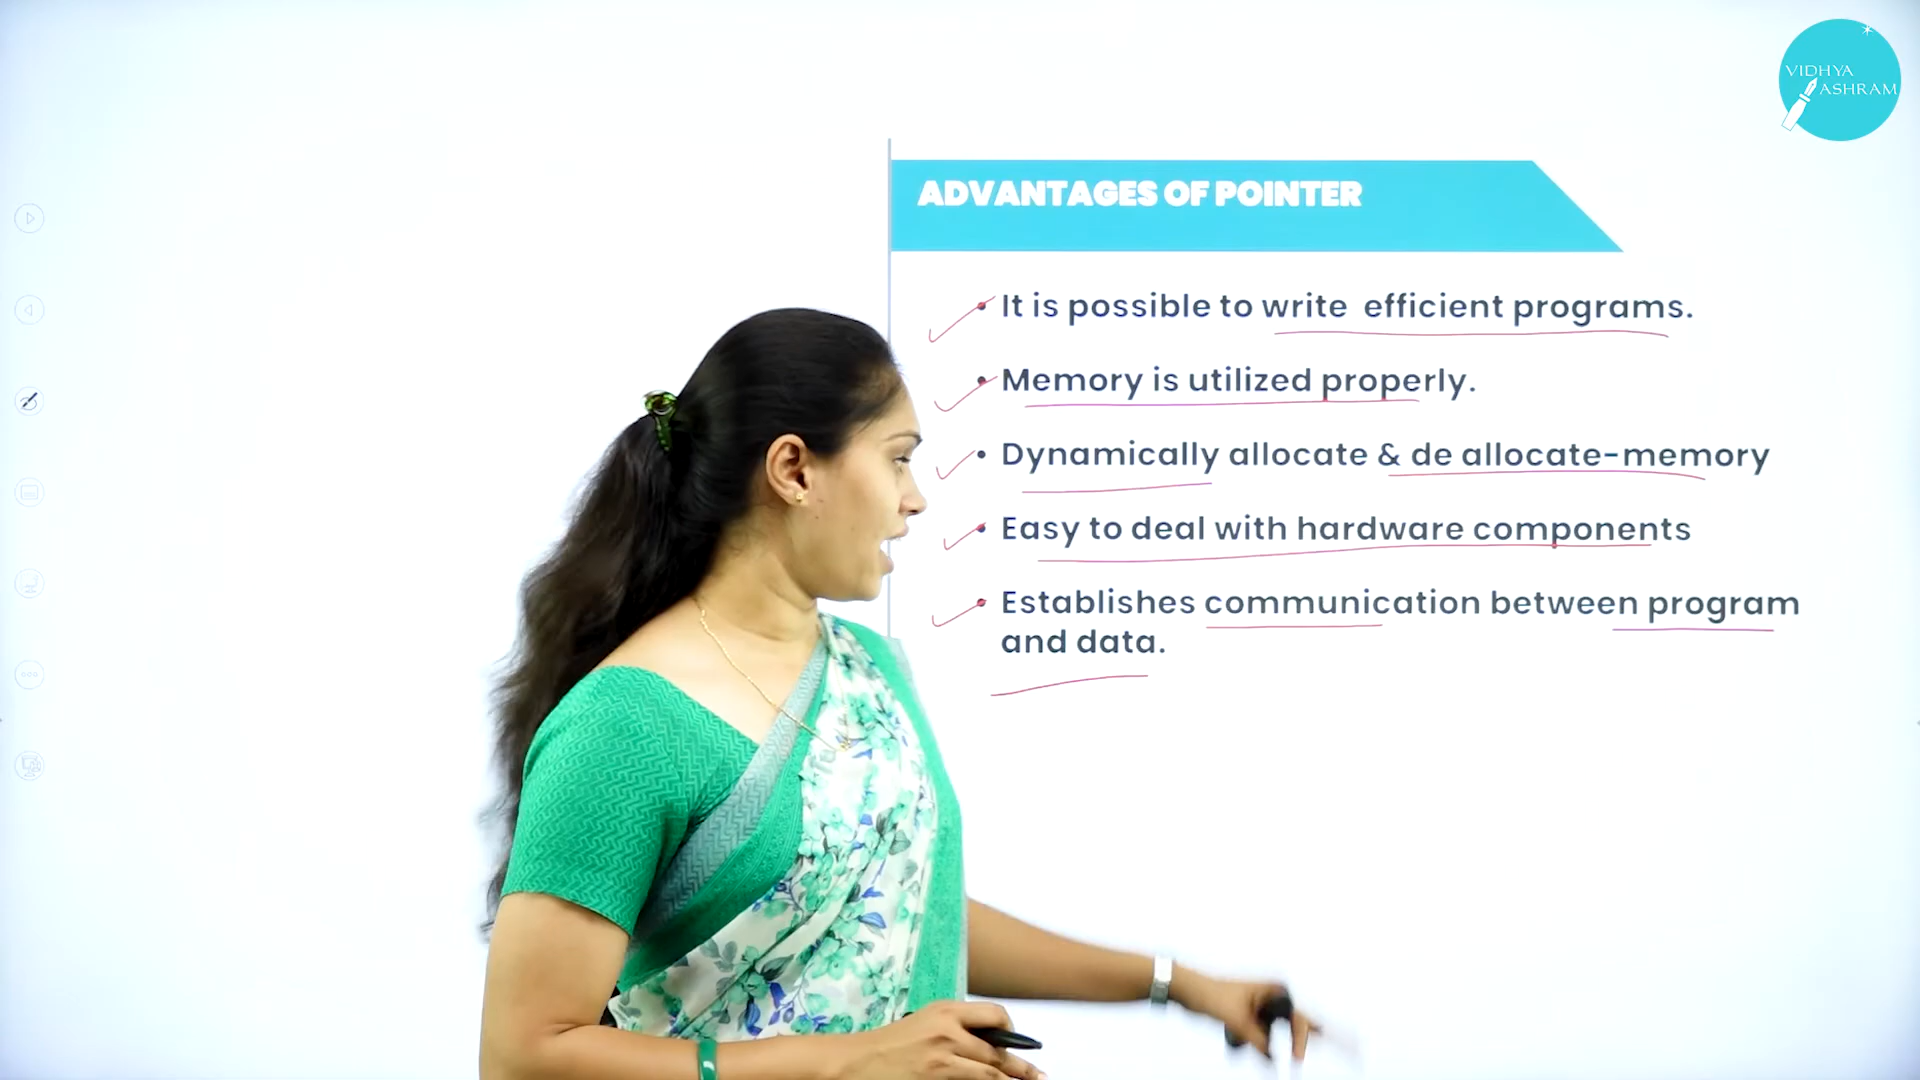 VIDHYA
ASHRAM
ADVANTAGES OF POINTER
• It is possible to write efficient programs.
• Memory is utilized properly.
• Dynamically allocate & de allocate-memory
• Easy to deal with hardware components
• Establishes communication between program
and data.